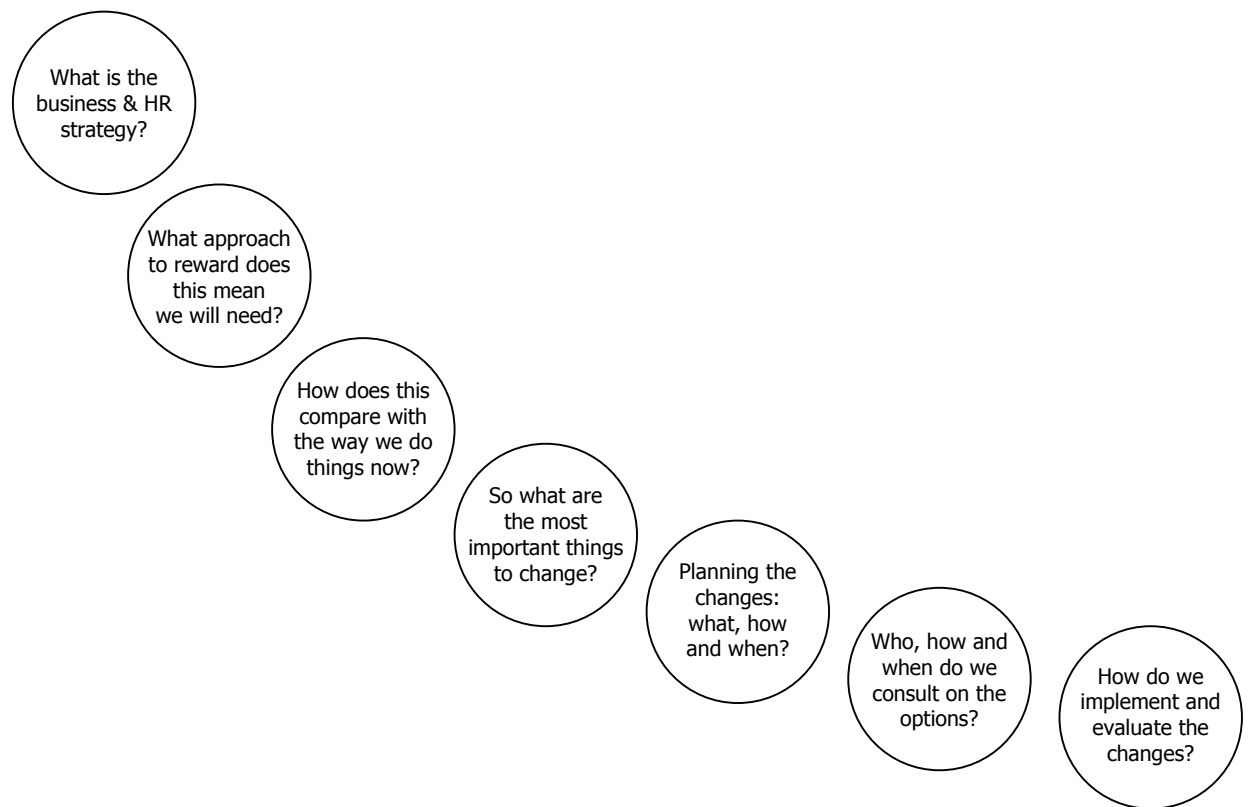 What is the
business & HR
strategy?
What approach
to reward does
this mean
we will need?
How does this
compare with
the way we do
things now?
So what are
the most
important things
to change?
Planning the
changes:
what, how
and when?
Who, how and
when do we
consult on the
options?
How do we
implement and
evaluate the
changes?